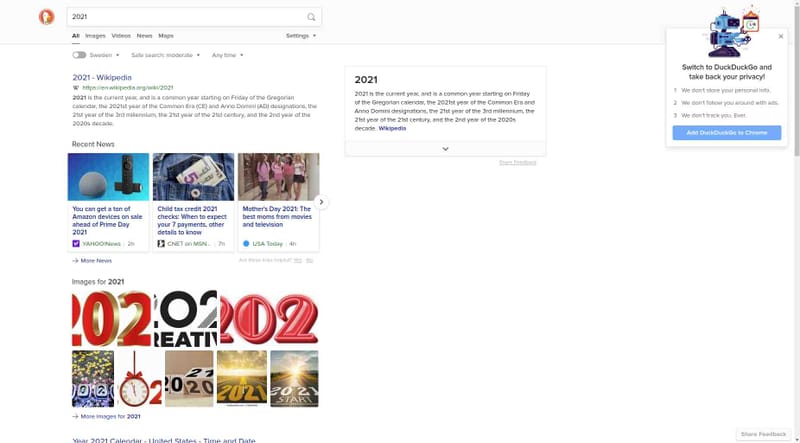 2021
All Images Videos News Maps Settings
Sweden Safe search: moderate Any time
2021 - Wikipedia
https://en.wikipedia.org/wiki/2021
2021 is the current year, and is a common year starting on Friday of the Gregorian
calendar, the 2021st year of the Common Era (CE) and Anno Domini (AD) designations, the
21st year of the 3rd millennium, the 21st year of the 21st century, and the 2nd year of the
2020s decade.
Recent News
You can get a ton of
Amazon devices on sale
ahead of Prime Day
2021
YAHOO!News 2h
Child tax credit 2021
checks: When to expect
your 7 payments, other
details to know
CNET on MSN... 7h
Mother's Day 2021: The
best moms from movies
and television
USA Today 4h
More News
Are these links helpful? Yes No
Images for 2021
202
202
REATIV
202
2021
2020
2021
2021
START
More Images for 2021
Year 2021 Calendar - United States - Time and Date
2021
2021 is the current year, and is a common year starting on Friday of
the Gregorian calendar, the 2021st year of the Common Era and
Anno Domini designations, the 21st year of the 3rd millennium, the
21st year of the 21st century, and the 2nd year of the 2020s
decade. Wikipedia
Share Feedback
Switch to DuckDuckGo and
take back your privacy!
1 We don't store your personal info.
2 We don't follow you around with ads.
3 We don't track you. Ever.
Add DuckDuckGo to Chrome
Share Feedback